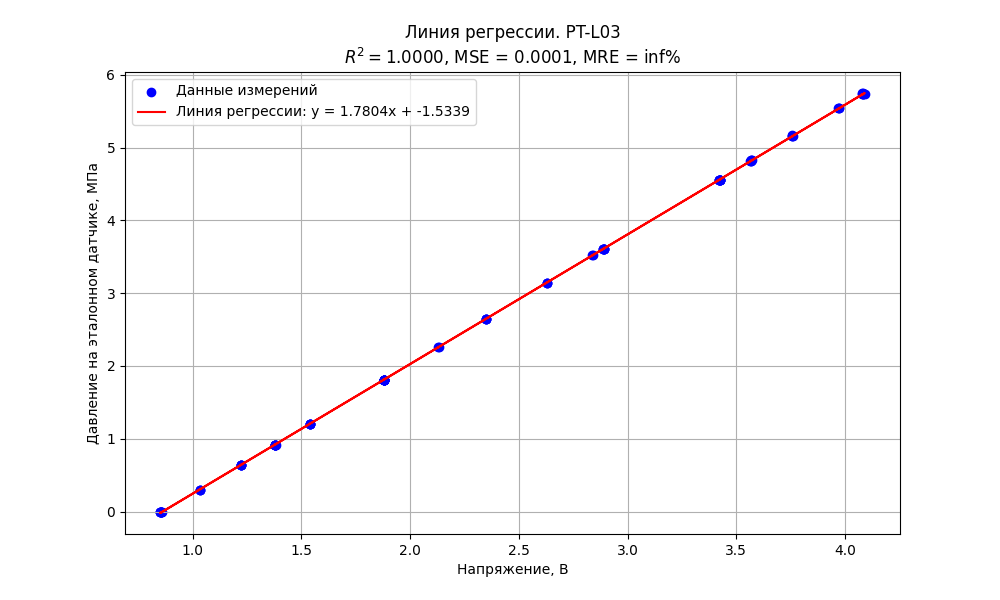 Линия регрессии. PT-L03
R² = 1.0000, MSE = 0.0001, MRE = inf%
Данные измерений
Линия регрессии: y = 1.7804x + -1.5339
Давление на эталонном датчике, МПа
6
5
4
3
2
1
0
1.0 1.5 2.0 2.5 3.0 3.5 4.0
Напряжение, В